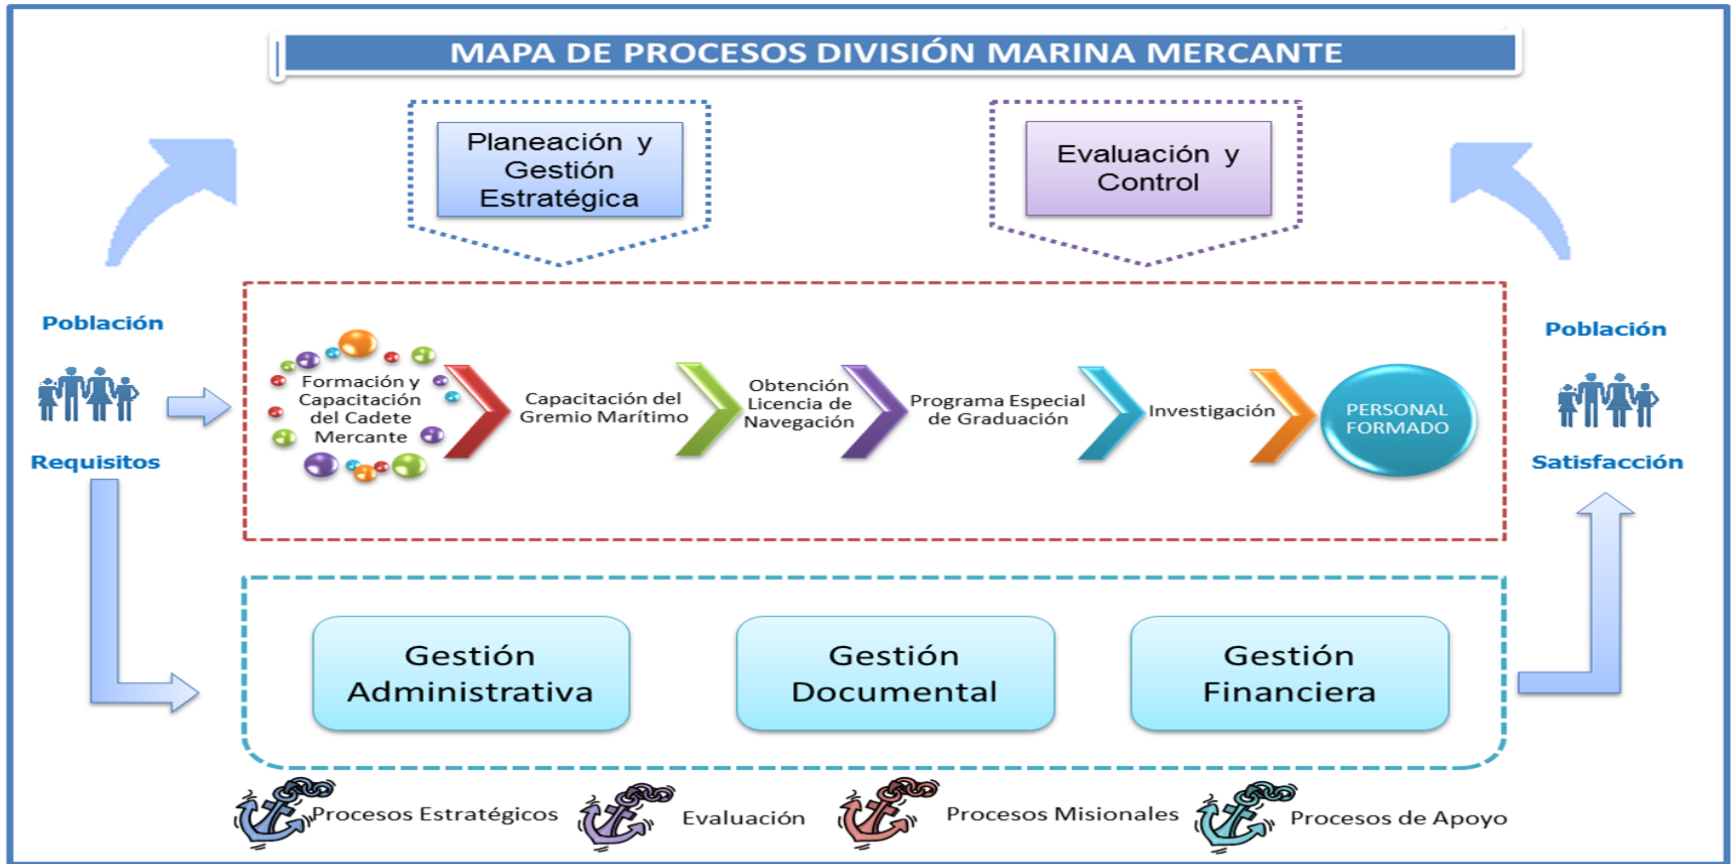 MAPA DE PROCESOS DIVISIÓN MARINA MERCANTE
Planeación y
Gestión
Estratégica
Evaluación y
Control
Población
Requisitos
Formación y
Capacitación
del Cadete
Mercante
Capacitación del
Gremio Marítimo
Obtención
Licencia de
Navegación
Programa Especial
de Graduación
Investigación
PERSONAL
FORMADO
Población
Satisfacción
Gestión
Administrativa
Gestión
Documental
Gestión
Financiera
Procesos Estratégicos
Evaluación
Procesos Misionales
Procesos de Apoyo